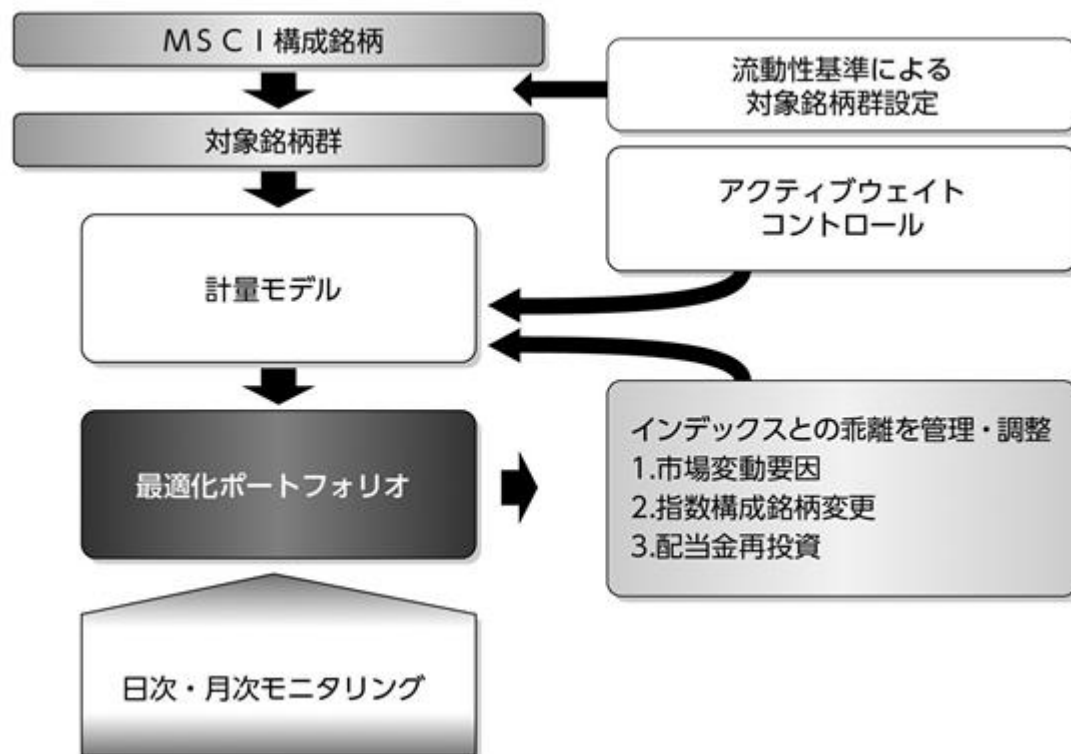 MSCI構成銘柄
流動性基準による
対象銘柄群設定
対象銘柄群
アクティブウェイト
コントロール
計量モデル
最適化ポートフォリオ
インデックスとの乖離を管理・調整
1.市場変動要因
2.指数構成銘柄変更
3.配当金再投資
日次・月次モニタリング